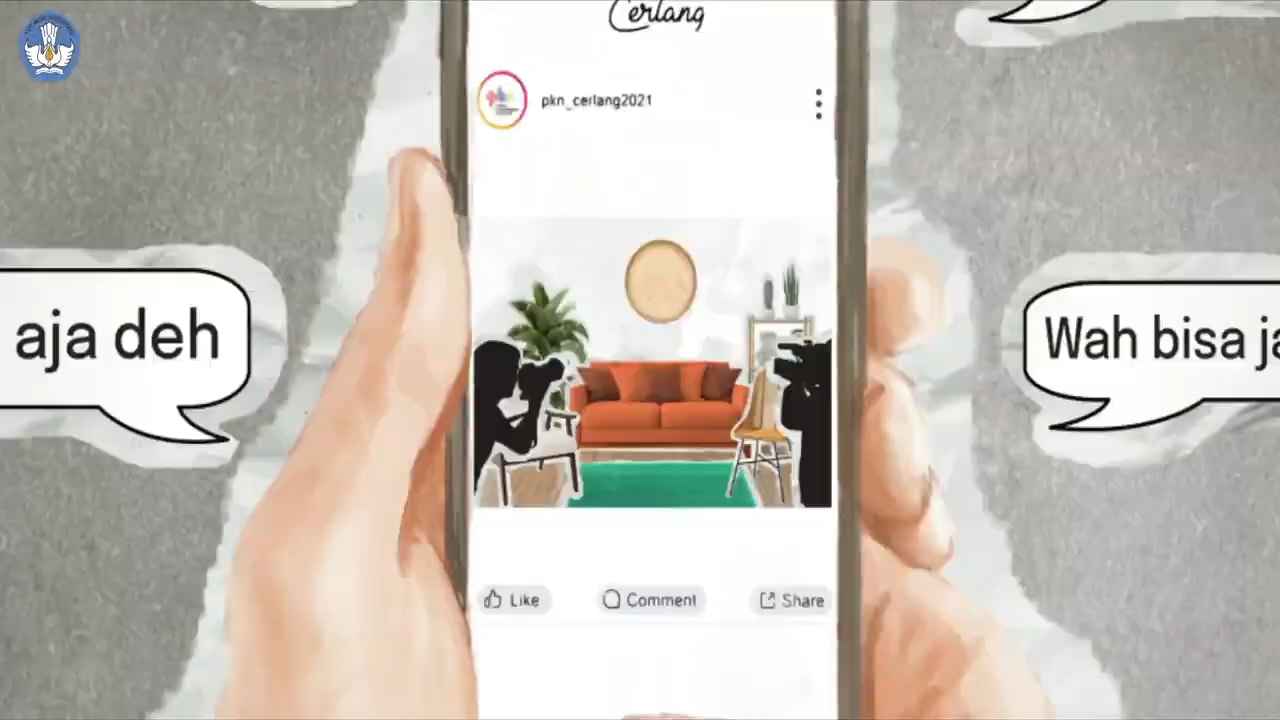 Cerlang
pkn_cerlang2021
aja deh
Wah bisa ja
Like
Comment
Share